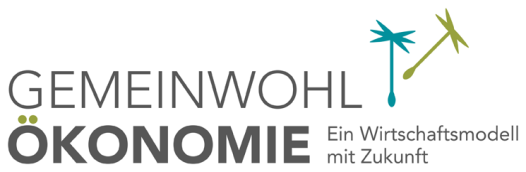 GEMEINWOHL
ÖKONOMIE
Ein Wirtschaftsmodell
mit Zukunft